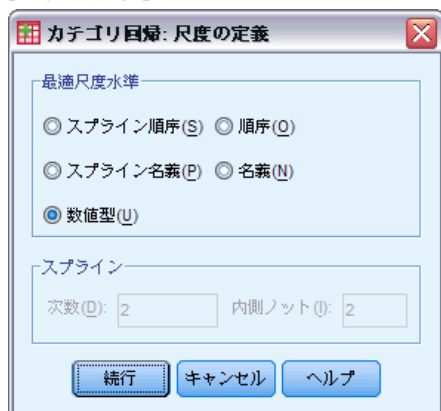 カテゴリ回帰: 尺度の定義
最適尺度水準
スプライン順序(S) 順序(O)
スプライン名義(P) 名義(N)
数値型(U)
スプライン
次数(D): 2 内側ノット(I): 2
続行 キャンセル ヘルプ